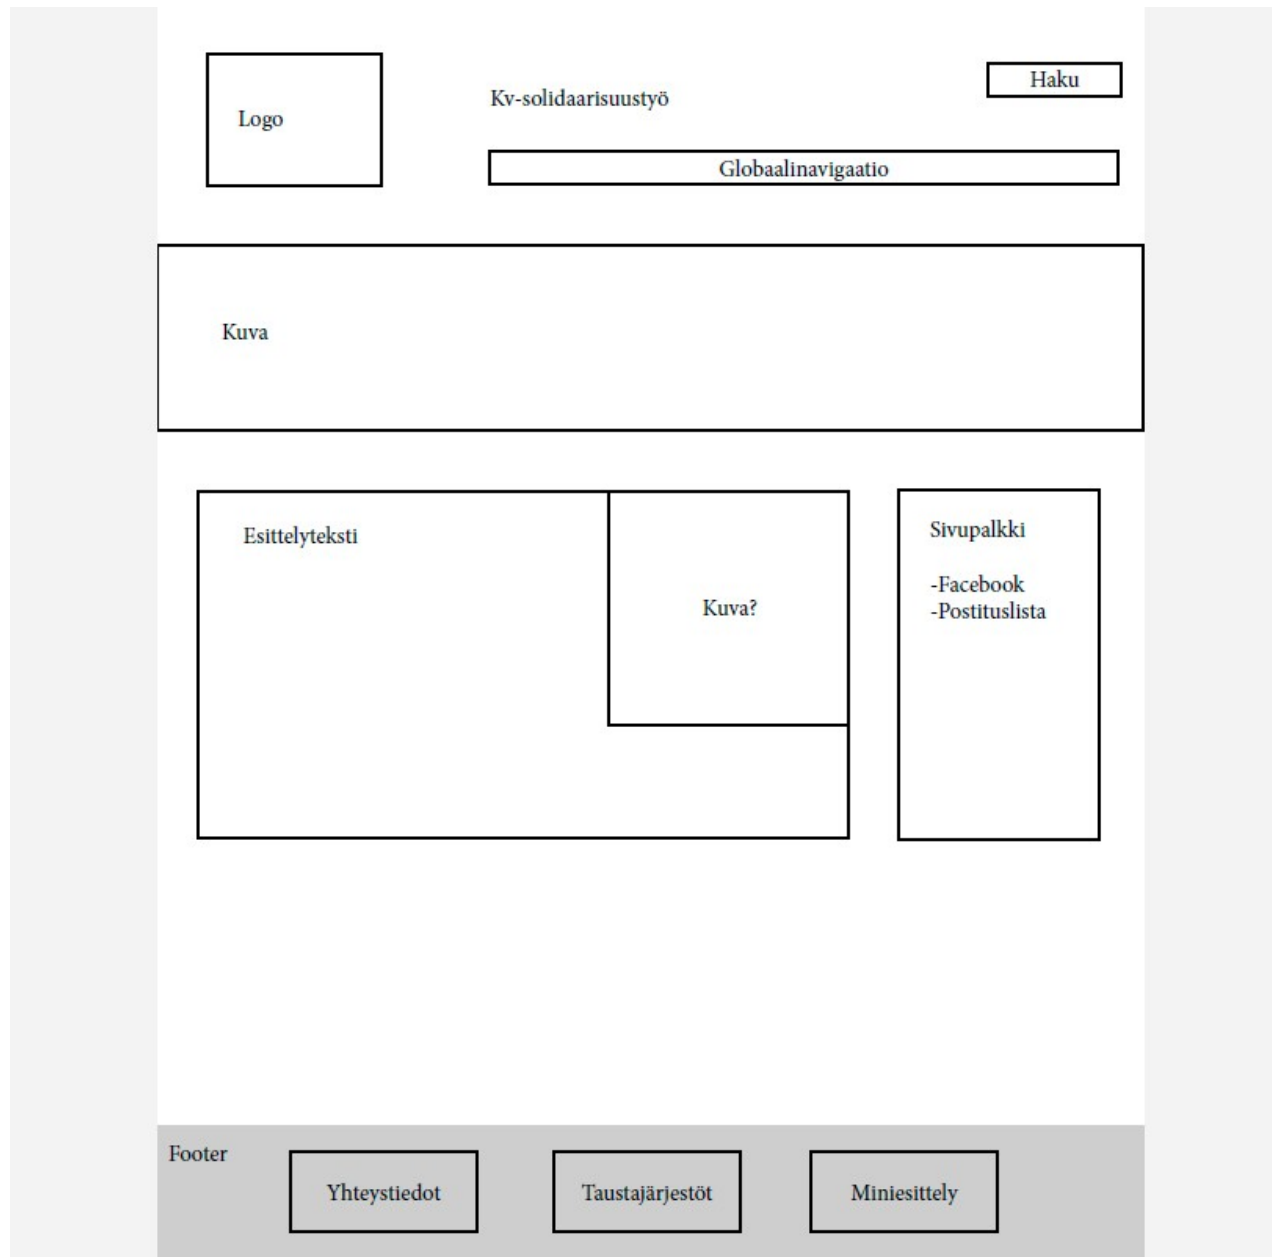 Logo
Kv-solidaarisuustyö
Haku
Globaalinavigaatio
Kuva
Esittelyteksti
Kuva?
Sivupalkki
-Facebook
-Postituslista
Footer
Yhteystiedot
Taustajärjestöt
Miniesittely